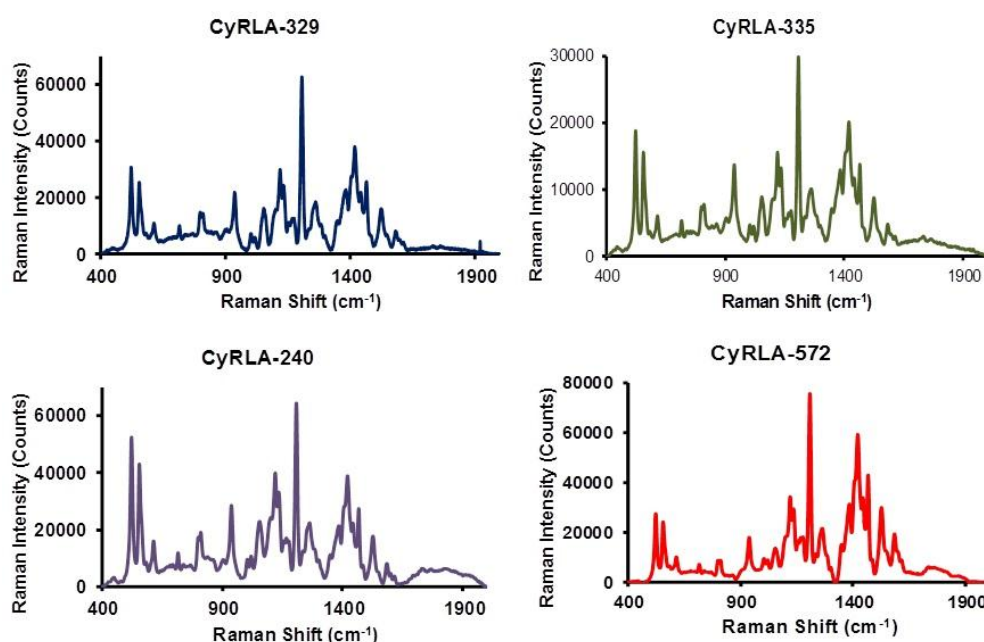 CyRLA-329
Raman Intensity (Counts)
60000
40000
20000
0
400 900 1400 1900
Raman Shift (cm⁻¹)
CyRLA-335
Raman Intensity (Counts)
30000
20000
10000
0
400 900 1400 1900
Raman Shift (cm⁻¹)
CyRLA-240
Raman Intensity (Counts)
60000
40000
20000
0
400 900 1400 1900
Raman Shift (cm⁻¹)
CyRLA-572
Raman Intensity (Counts)
80000
60000
40000
20000
0
400 900 1400 1900
Raman Shift (cm⁻¹)